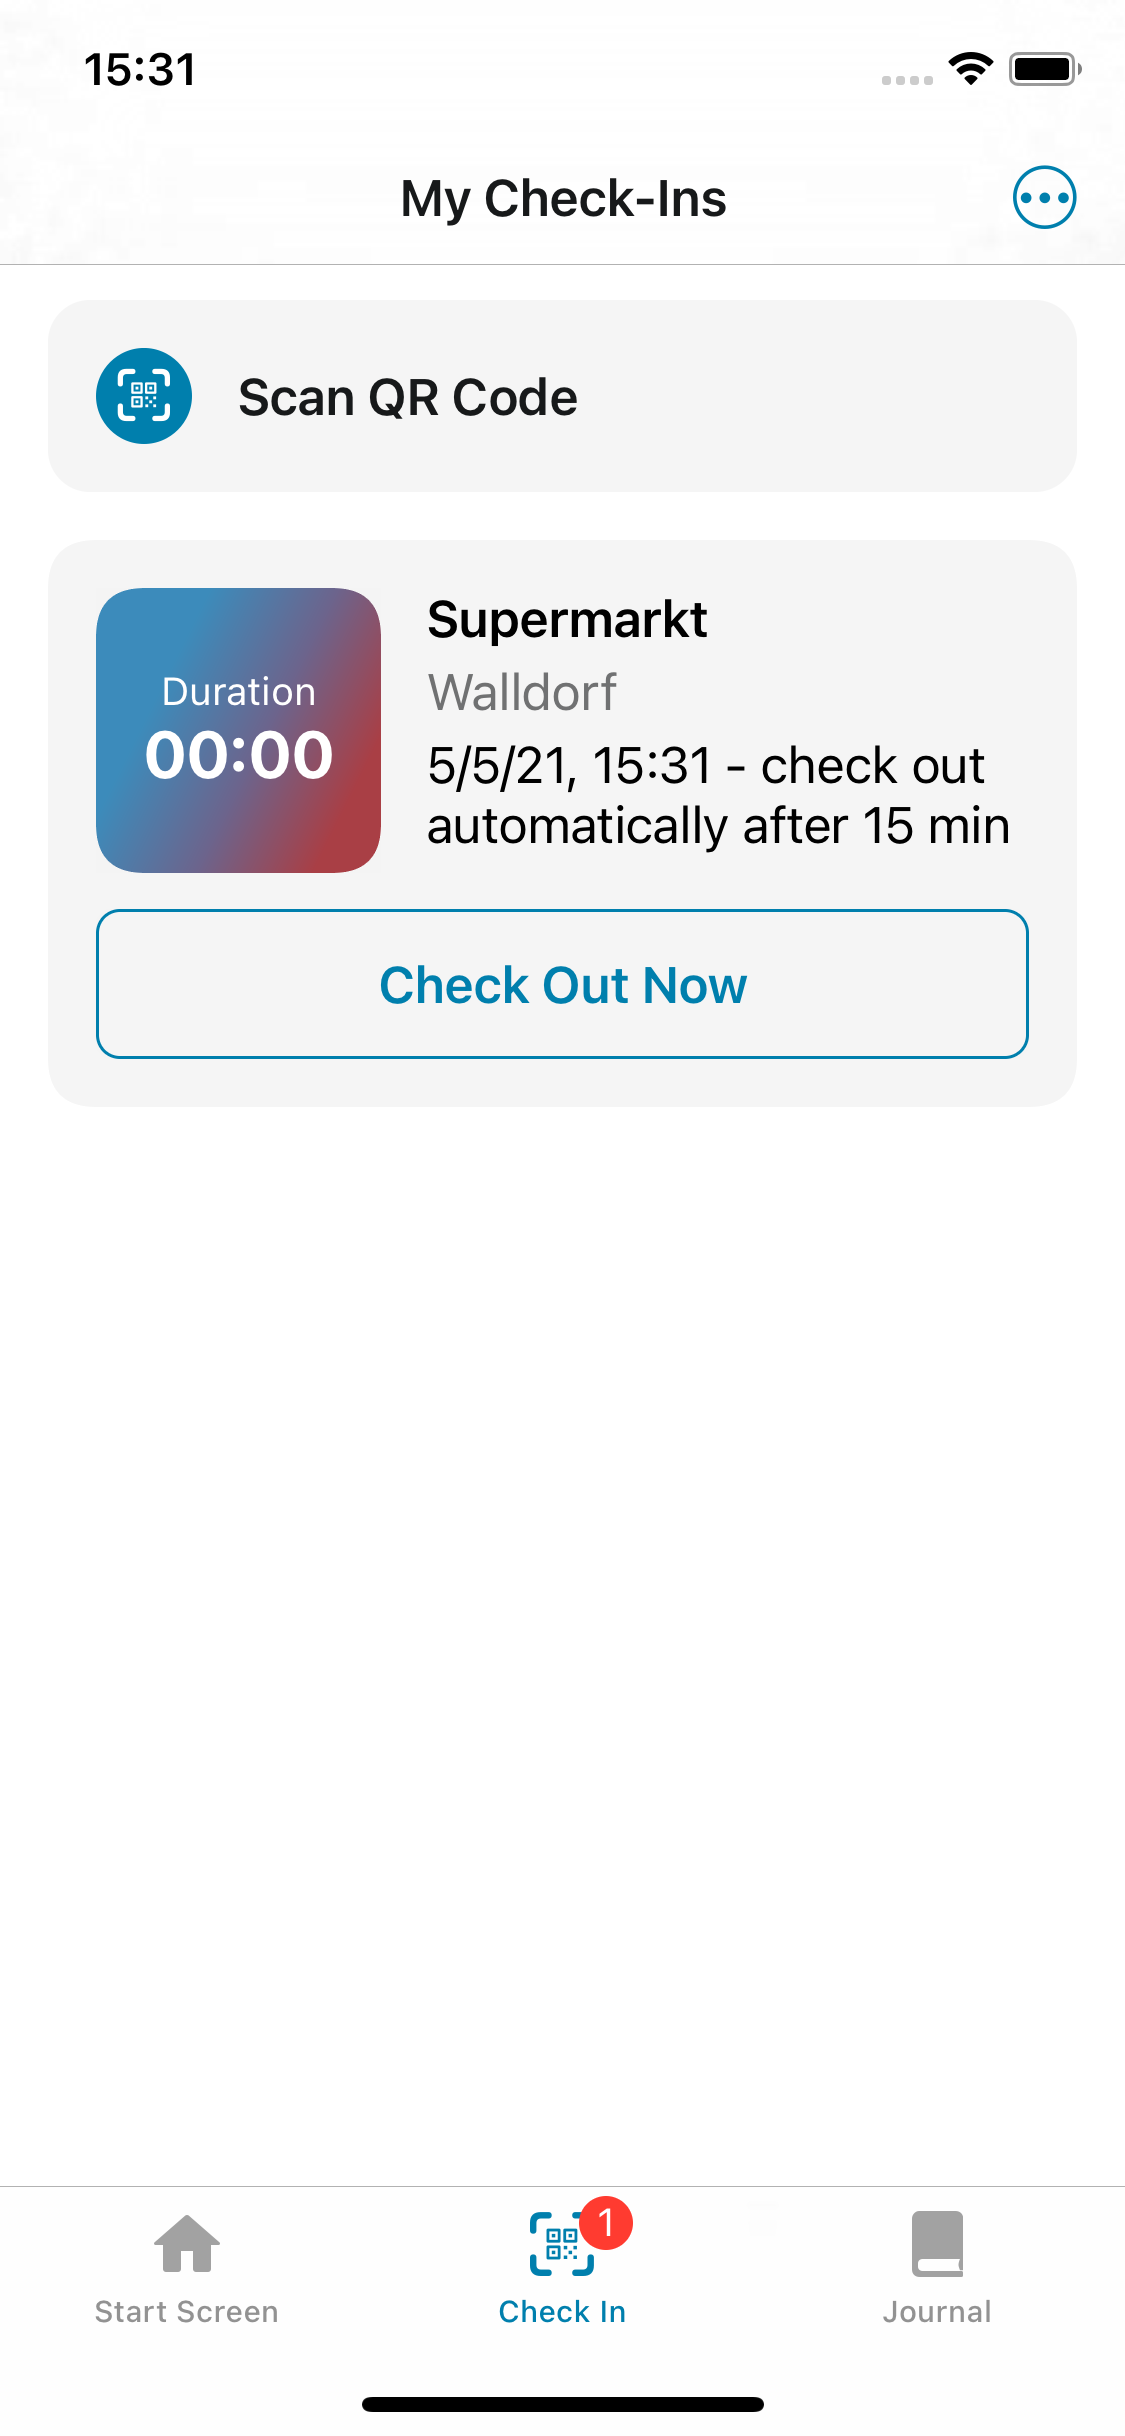 15:31
My Check-Ins
Scan QR Code
Duration
00:00
Supermarkt
Walldorf
5/5/21, 15:31 - check out
automatically after 15 min
Check Out Now
1
Start Screen
Check In
Journal